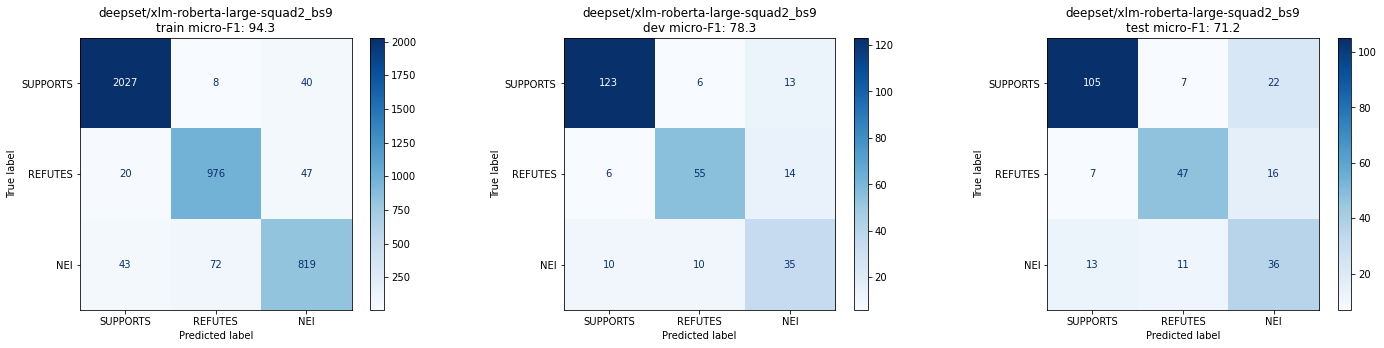 deepset/xlm-roberta-large-squad2_bs9
train micro-F1: 94.3
SUPPORTS 2027 8 40
REFUTES 20 976 47
NEI 43 72 819
SUPPORTS REFUTES NEI
Predicted label
True label
2000
1750
1500
1250
1000
750
500
250
deepset/xlm-roberta-large-squad2_bs9
dev micro-F1: 78.3
SUPPORTS 123 6 13
REFUTES 6 55 14
NEI 10 10 35
SUPPORTS REFUTES NEI
Predicted label
True label
120
100
80
60
40
20
deepset/xlm-roberta-large-squad2_bs9
test micro-F1: 71.2
SUPPORTS 105 7 22
REFUTES 7 47 16
NEI 13 11 36
SUPPORTS REFUTES NEI
Predicted label
True label
100
80
60
40
20